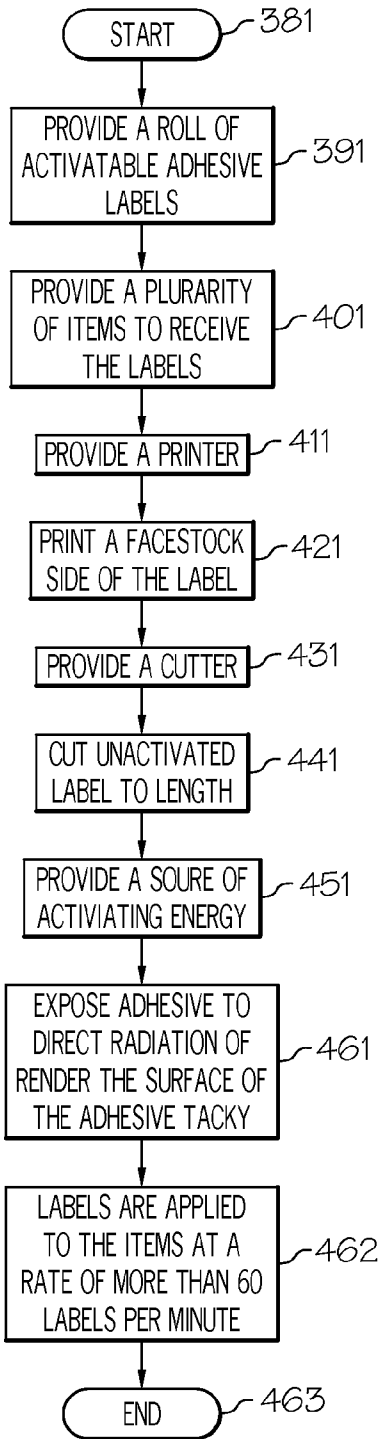 START
381
PROVIDE A ROLL OF
ACTIVATABLE ADHESIVE
LABELS
391
PROVIDE A PLURARITY
OF ITEMS TO RECEIVE
THE LABELS
401
PROVIDE A PRINTER
411
PRINT A FACESTOCK
SIDE OF THE LABEL
421
PROVIDE A CUTTER
431
CUT UNACTIVATED
LABEL TO LENGTH
441
PROVIDE A SOURE OF
ACTIVIATING ENERGY
451
EXPOSE ADHESIVE TO
DIRECT RADIATION OF
RENDER THE SURFACE OF
THE ADHESIVE TACKY
461
LABELS ARE APPLIED
TO THE ITEMS AT A
RATE OF MORE THAN 60
LABELS PER MINUTE
462
END
463